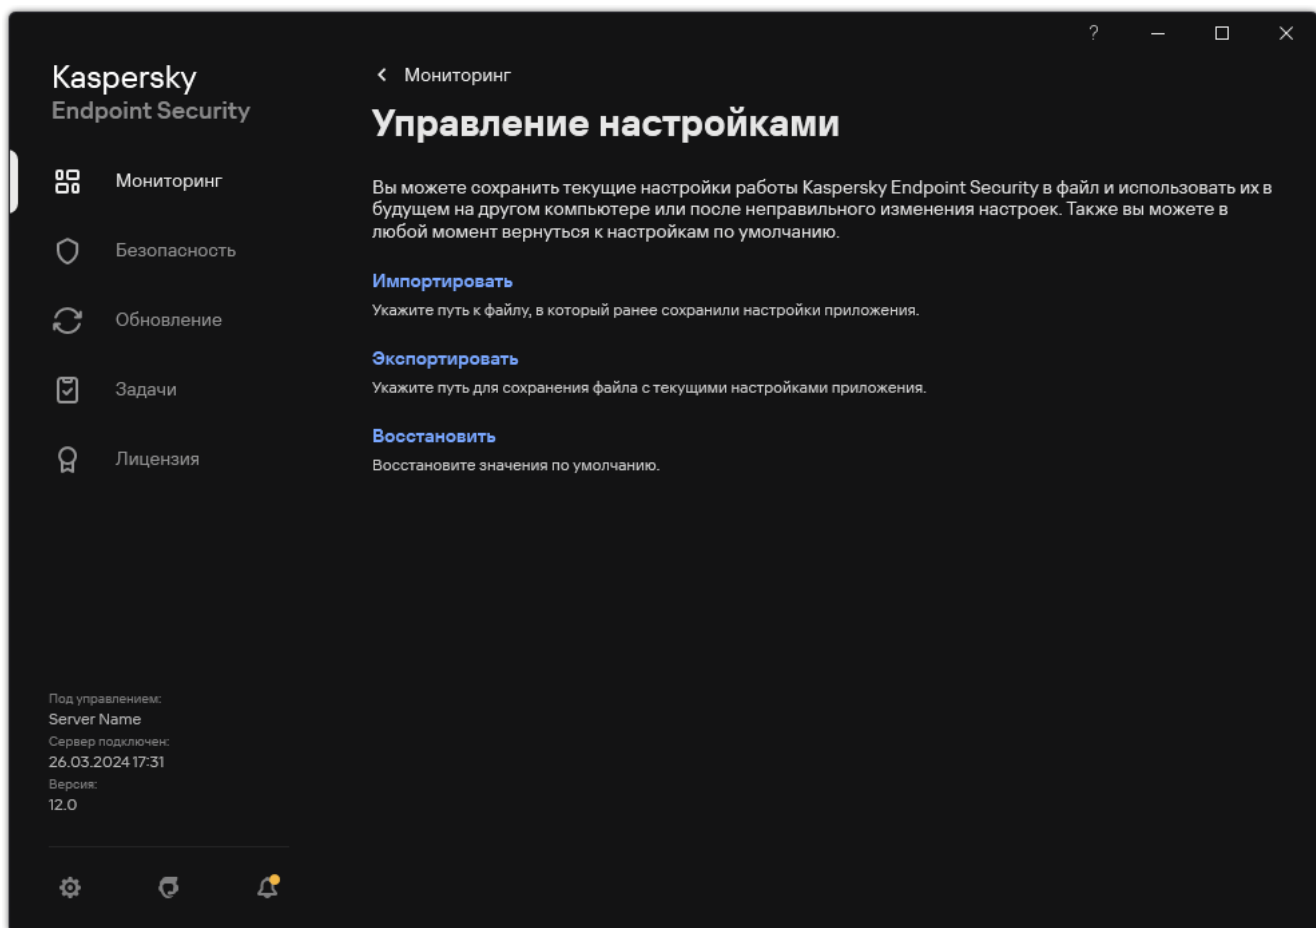 ?
Kaspersky
Endpoint Security
Мониторинг
Безопасность
Обновление
Задачи
Лицензия
Под управлением:
Server Name
Сервер подключен:
26.03.2024 17:31
Версия:
12.0
Мониторинг
Управление настройками
Вы можете сохранить текущие настройки работы Kaspersky Endpoint Security в файл и использовать их в
будущем на другом компьютере или после неправильного изменения настроек. Также вы можете в
любой момент вернуться к настройкам по умолчанию.
Импортировать
Укажите путь к файлу, в который ранее сохранили настройки приложения.
Экспортировать
Укажите путь для сохранения файла с текущими настройками приложения.
Восстановить
Восстановите значения по умолчанию.